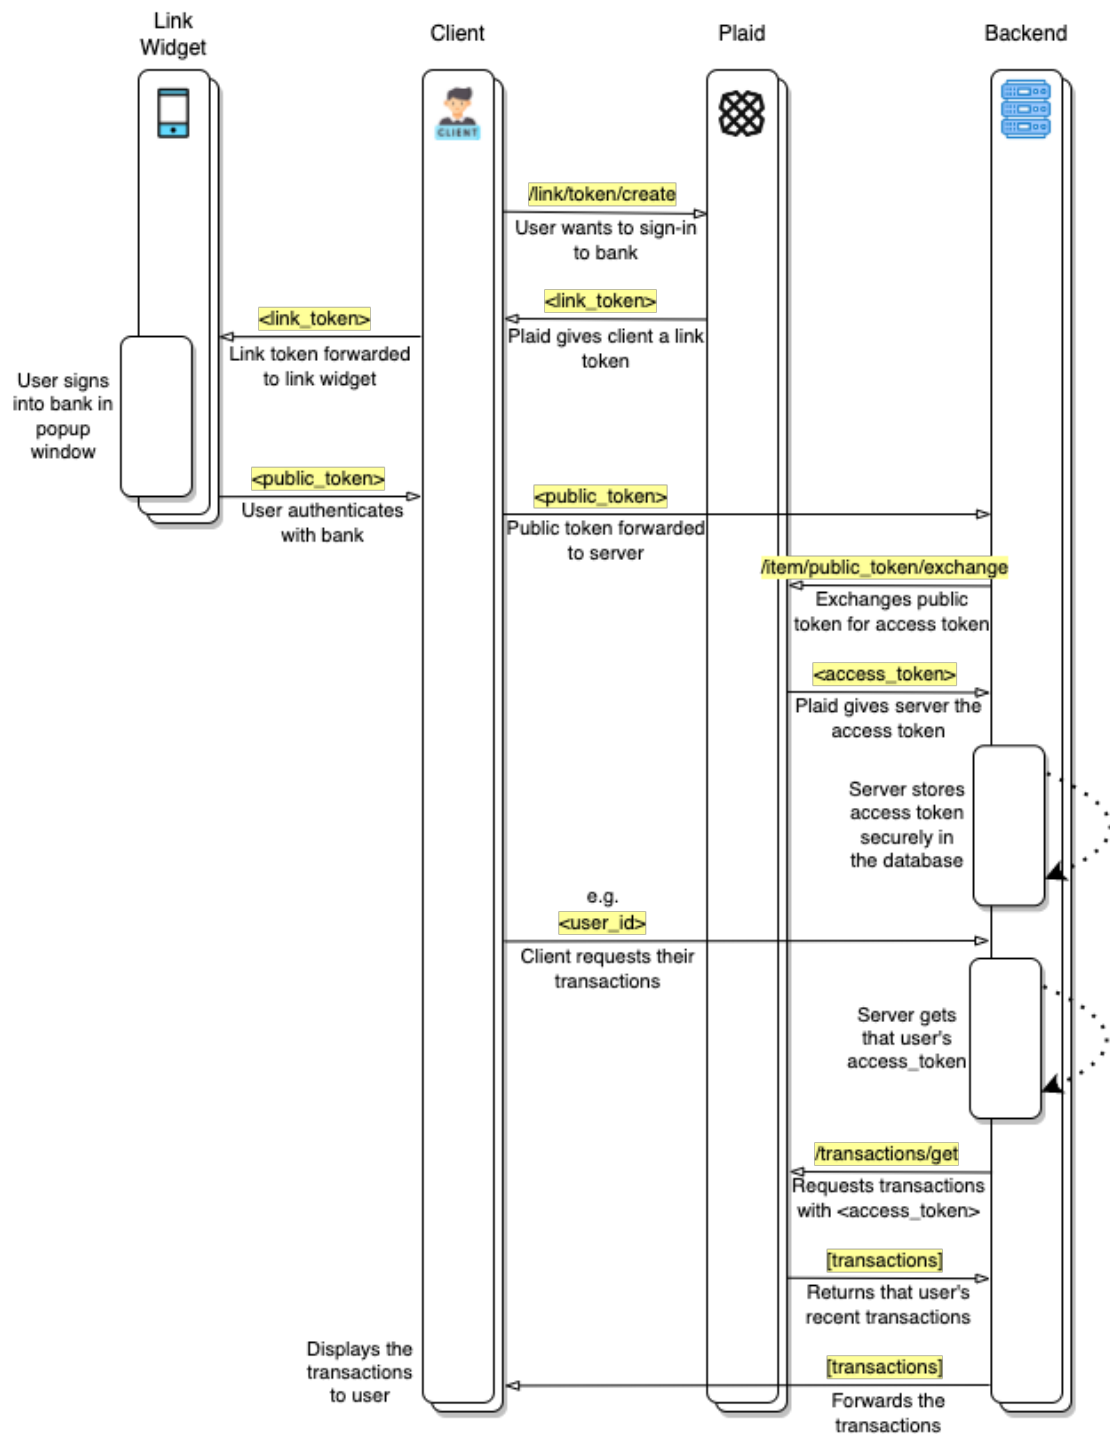 Link
Widget
Client
Plaid
Backend
CLIENT
/link/token/create
User wants to sign-in
to bank
<link_token>
Plaid gives client a link
token
<link_token>
Link token forwarded
to link widget
User signs
into bank in
popup
window
<public_token>
User authenticates
with bank
<public_token>
Public token forwarded
to server
/item/public_token/exchange
Exchanges public
token for access token
<access_token>
Plaid gives server the
access token
Server stores
access token
securely in
the database
e.g.
<user_id>
Client requests their
transactions
Server gets
that user's
access_token
/transactions/get
Requests transactions
with <access_token>
[transactions]
Returns that user's
recent transactions
Displays the
transactions
to user
[transactions]
Forwards the
transactions